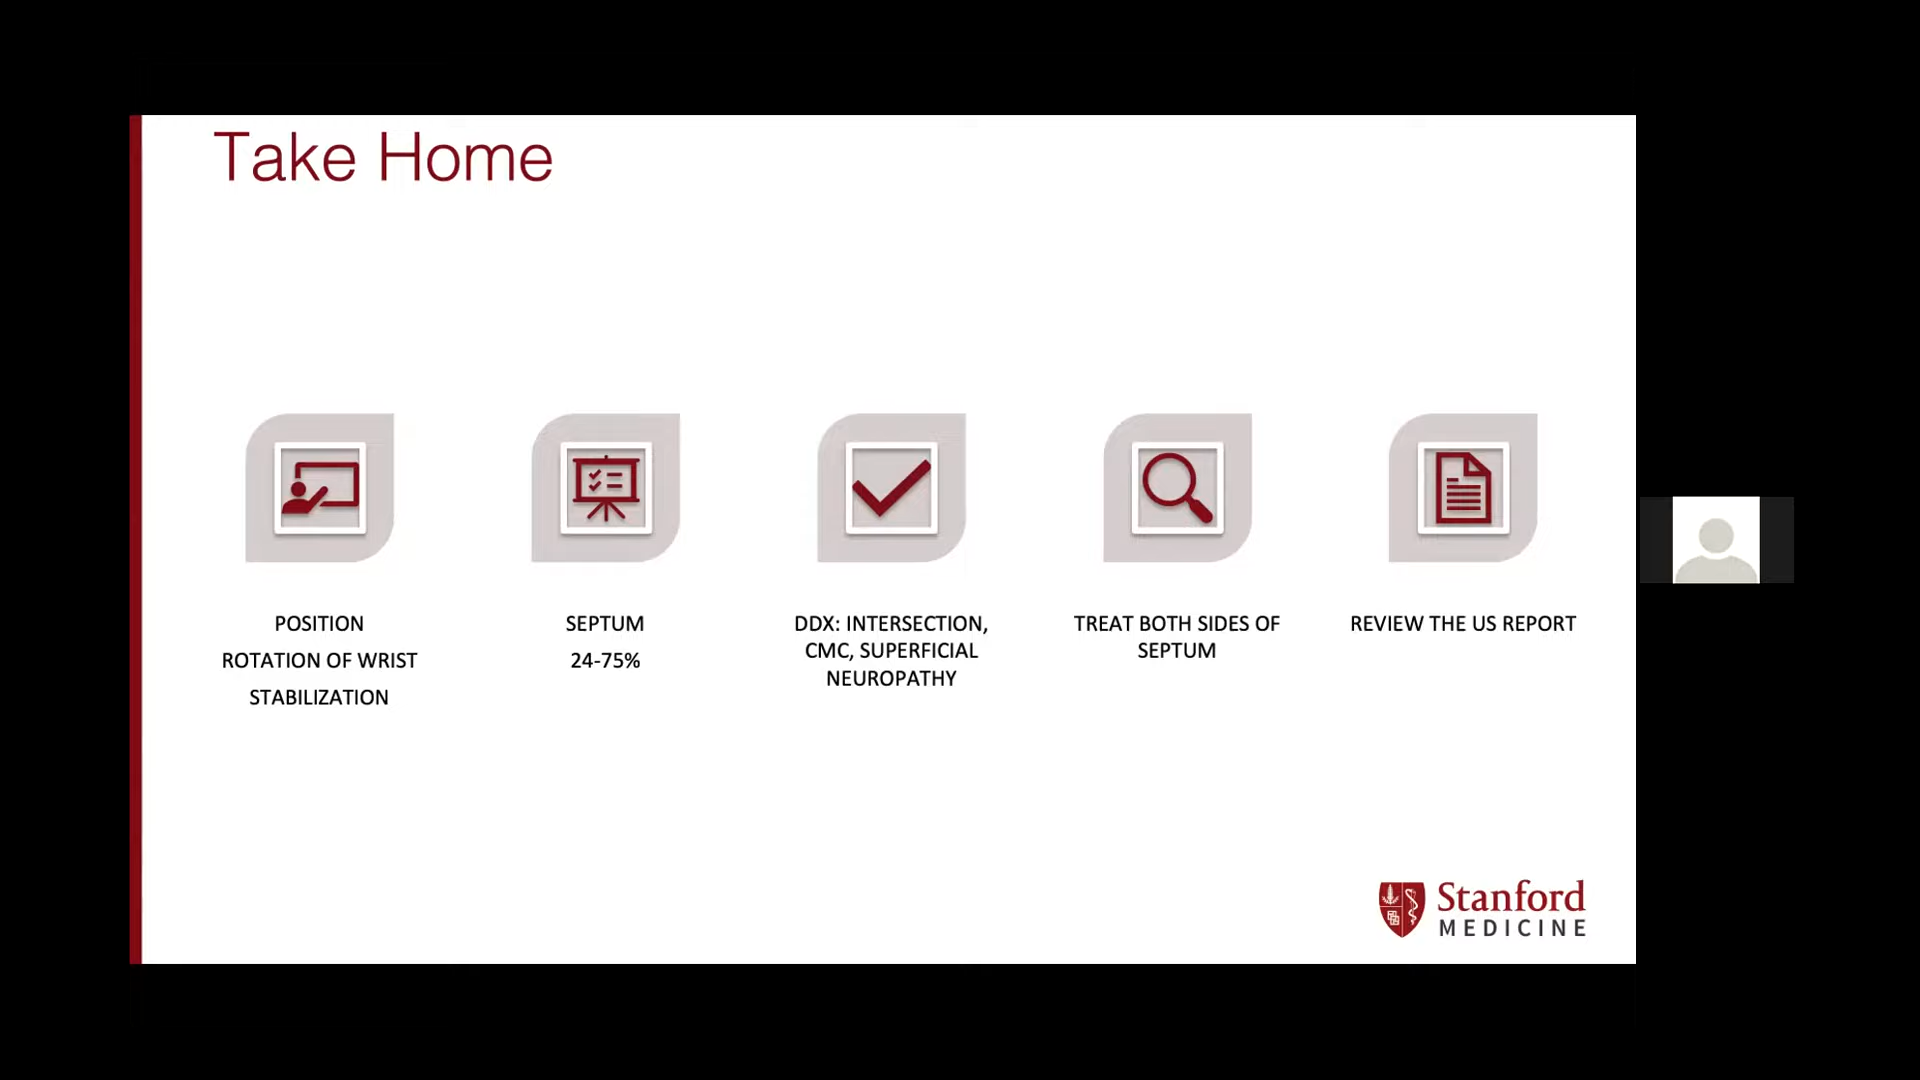 Take Home
POSITION
ROTATION OF WRIST
STABILIZATION
SEPTUM
24-75%
DDX: INTERSECTION,
CMC, SUPERFICIAL
NEUROPATHY
TREAT BOTH SIDES OF
SEPTUM
REVIEW THE US REPORT
Stanford
MEDICINE